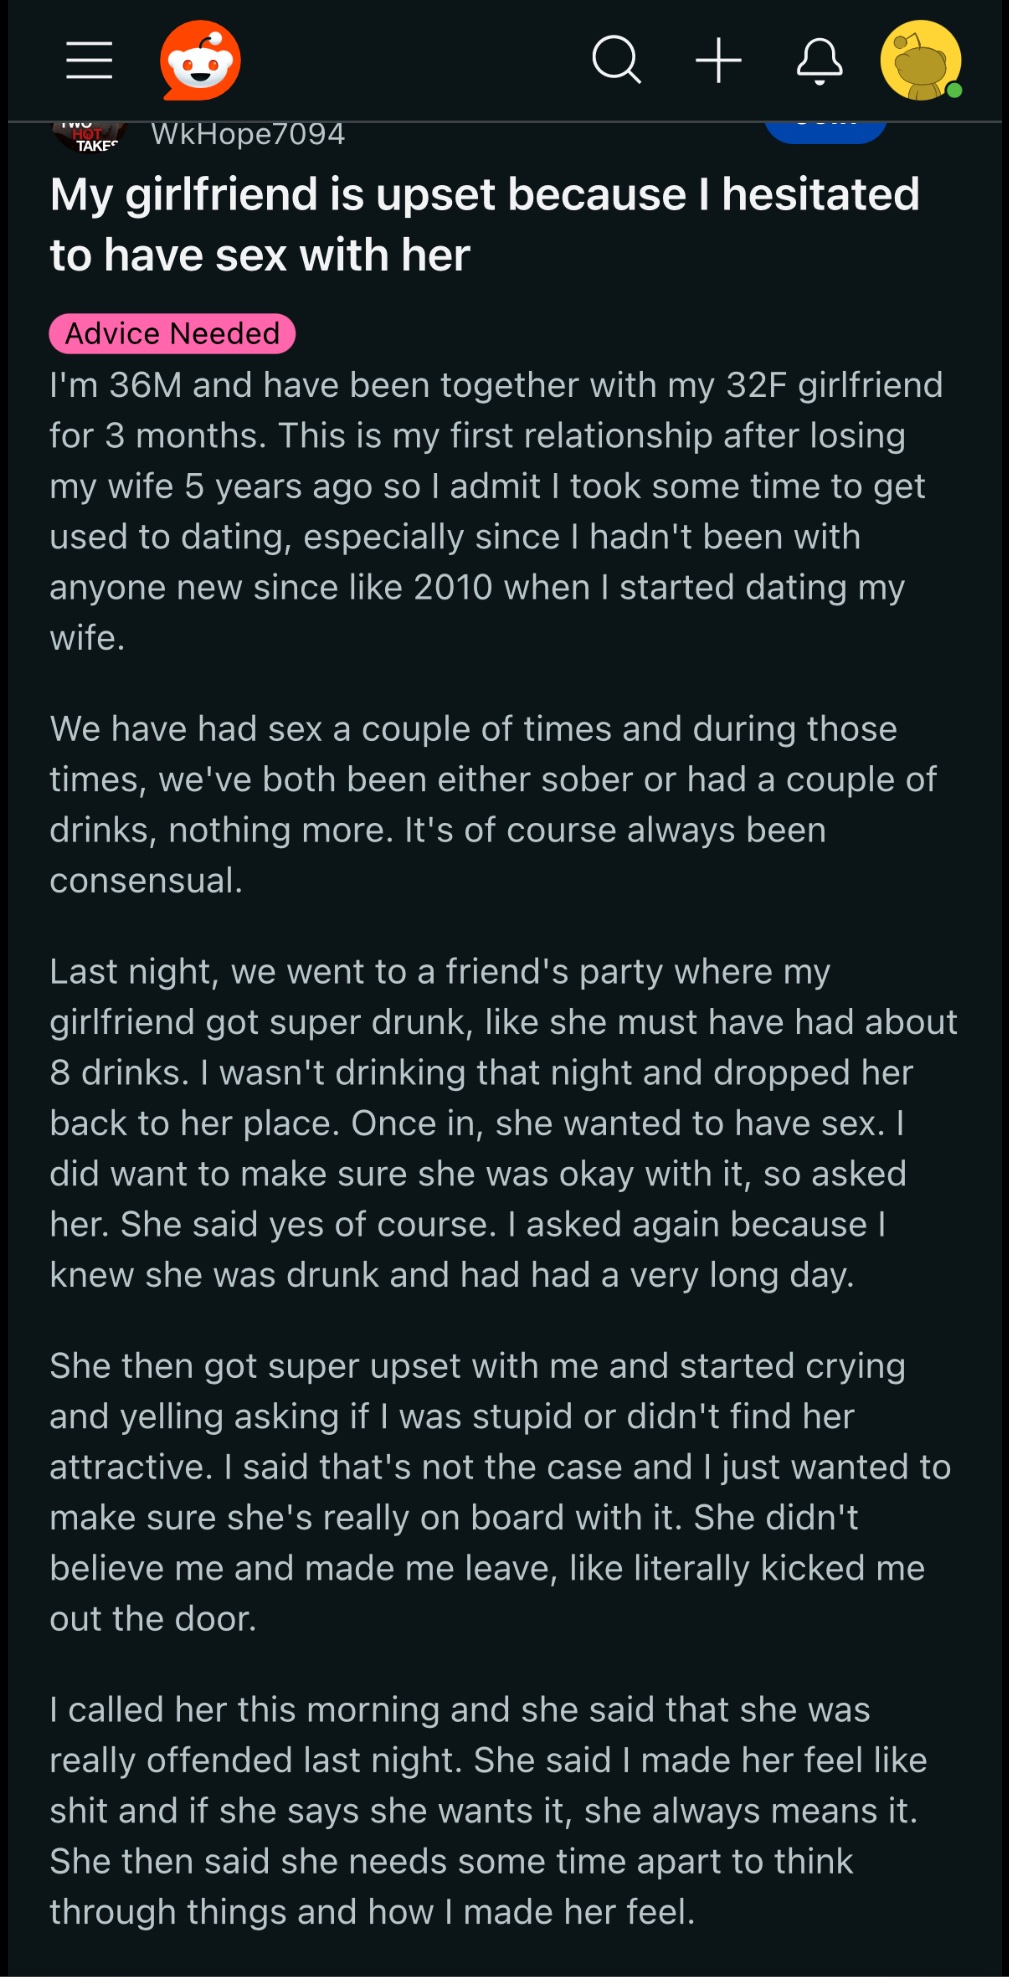 HOT
TAKES
WkHope7094
My girlfriend is upset because I hesitated
to have sex with her
Advice Needed
I'm 36M and have been together with my 32F girlfriend
for 3 months. This is my first relationship after losing
my wife 5 years ago so I admit I took some time to get
used to dating, especially since I hadn't been with
anyone new since like 2010 when I started dating my
wife.
We have had sex a couple of times and during those
times, we've both been either sober or had a couple of
drinks, nothing more. It's of course always been
consensual.
Last night, we went to a friend's party where my
girlfriend got super drunk, like she must have had about
8 drinks. I wasn't drinking that night and dropped her
back to her place. Once in, she wanted to have sex. I
did want to make sure she was okay with it, so asked
her. She said yes of course. I asked again because I
knew she was drunk and had had a very long day.
She then got super upset with me and started crying
and yelling asking if I was stupid or didn't find her
attractive. I said that's not the case and I just wanted to
make sure she's really on board with it. She didn't
believe me and made me leave, like literally kicked me
out the door.
I called her this morning and she said that she was
really offended last night. She said I made her feel like
shit and if she says she wants it, she always means it.
She then said she needs some time apart to think
through things and how I made her feel.